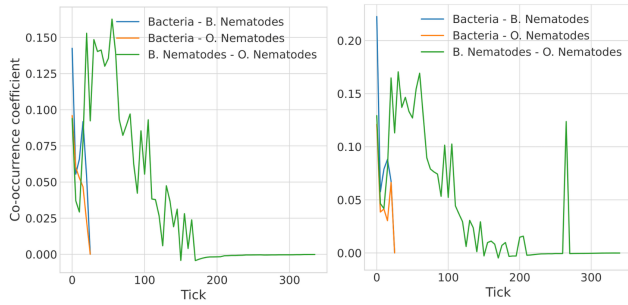 Bacteria - B. Nematodes
Bacteria - O. Nematodes
B. Nematodes - O. Nematodes
Co-occurrence coefficient
0.150
0.125
0.100
0.075
0.050
0.025
0.000
0 100 200 300
Tick
Bacteria - B. Nematodes
Bacteria - O. Nematodes
B. Nematodes - O. Nematodes
0.20
0.15
0.10
0.05
0.00
0 100 200 300
Tick